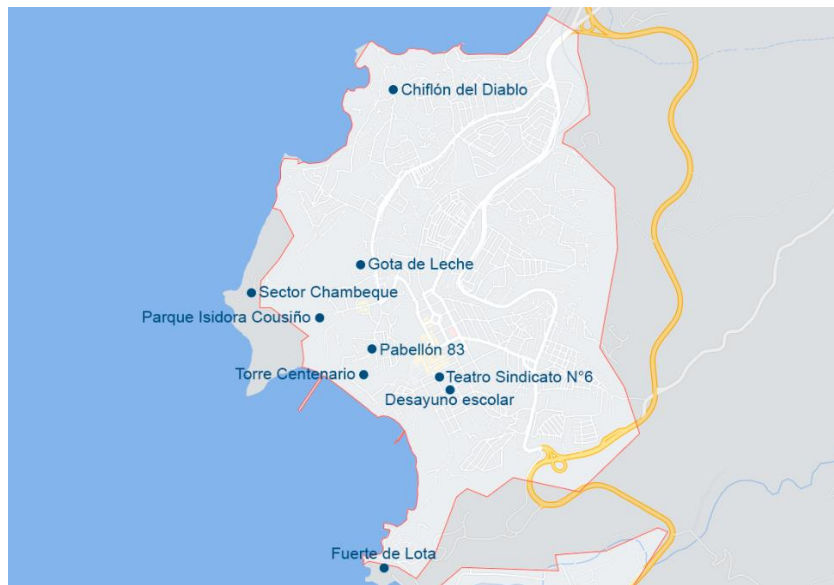 Chiflón del Diablo
Gota de Leche
Sector Chambeque
Parque Isidora Cousiño
Pabellón 83
Torre Centenario
Teatro Sindicato N°6
Desayuno escolar
Fuerte de Lota